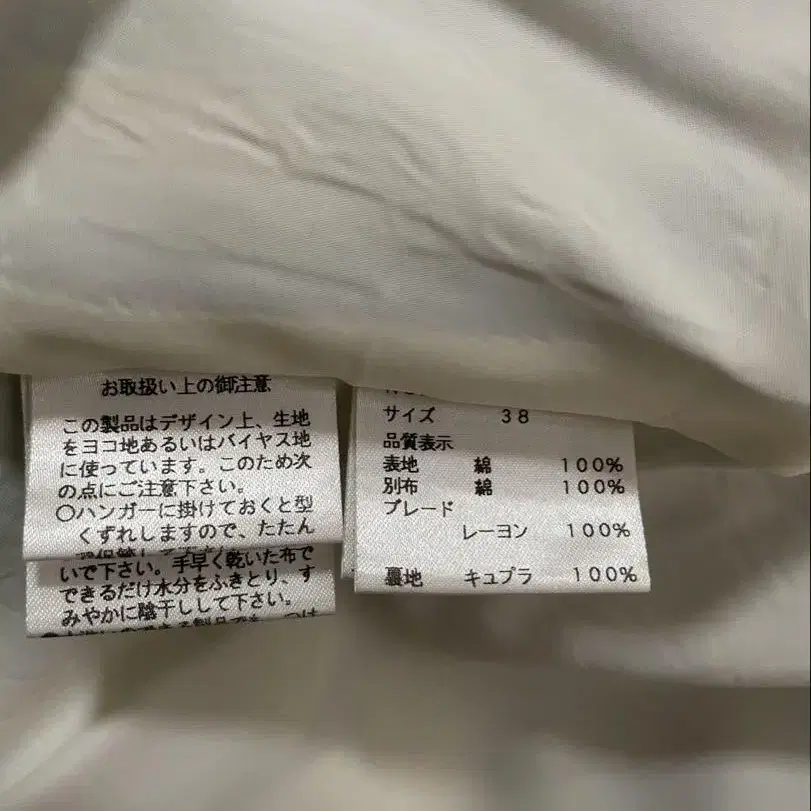 お取扱い上の御注意
この製品はデザイン上、生地
をヨコ地あるいはバイヤス地
に使っています。このため次
の点にご注意下さい。
○ハンガーに掛けておくと型
くずれしますので、たたん
いで下さい。手早く乾いた布で
できるだけ水分をふきとり、す
みやかに陰干しして下さい。
サイズ 38
品質表示
表地 綿 100%
別布 綿 100%
ブレード
レーヨン 100%
裏地 キュプラ 100%